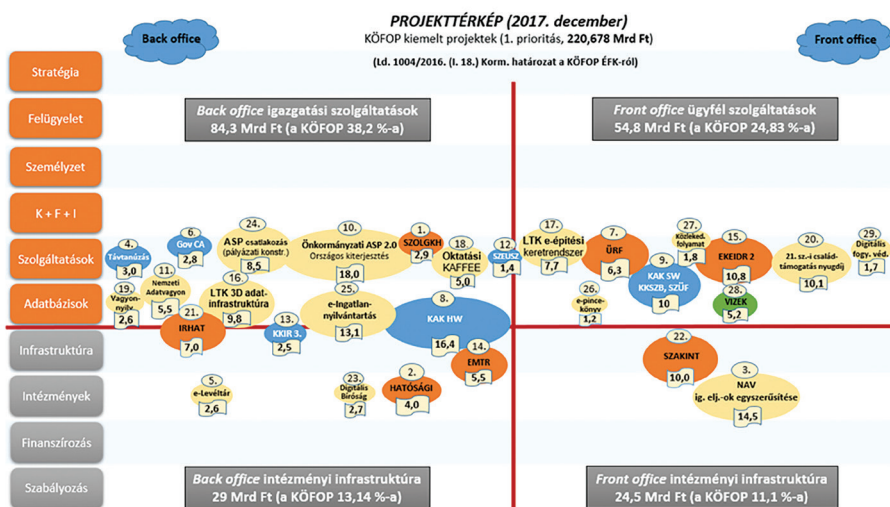 PROJEKTTÉRKÉP (2017. december)
KÖFOP kiemelt projektek (1. prioritás, 220,678 Mrd Ft)
(Ld. 1004/2016. (I. 18.) Korm. határozat a KÖFOP ÉFK-ról)
Back office
Front office
Stratégia
Felügyelet
Személyzet
K + F + I
Szolgáltatások
Adatbázisok
Infrastruktúra
Intézmények
Finanszírozás
Szabályozás
Back office igazgatási szolgáltatások
84,3 Mrd Ft (a KÖFOP 38,2 %-a)
Front office ügyfél szolgáltatások
54,8 Mrd Ft (a KÖFOP 24,83 %-a)
4.
Távtanúzás
3,0
6.
Gov CA
2,8
24.
ASP csatlakozás
(pályázati konstr.)
8,5
10.
Önkormányzati ASP 2.0
Országos kiterjesztés
18,0
1.
SZOLGKH
2,9
18.
Oktatási
KAFFEE
5,0
12.
SZEUSZ
1,4
19.
Vagyon-
nyilv.
2,6
11.
Nemzeti
Adatvagyon
5,5
16.
LTK 3D adat-
infrastruktúra
9,8
25.
e-Ingatlan-
nyilvántartás
13,1
8.
KAK HW
16,4
21.
IRHAT
7,0
13.
KKIR 3.
2,5
14.
EMTR
5,5
5.
e-Levéltár
2,6
23.
Digitális
Bíróság
2,7
2.
HATÓSÁGI
4,0
17.
LTK e-építési
keretrendszer
7,7
7.
ÜRF
6,3
27.
Közleked.
folyamat
1,8
9.
KAK SW
KKSZB, SZÜF
10
15.
EKEIDR 2
10,8
20.
21. sz.-i család-
támogatás nyugdíj
10,1
29.
Digitális
fogy. véd.
1,7
26.
e-pince-
könyv
1,2
28.
VIZEK
5,2
22.
SZAKINT
10,0
3.
NAV
ig. elj.-ok egyszerűsítése
14,5
Back office intézményi infrastruktúra
29 Mrd Ft (a KÖFOP 13,14 %-a)
Front office intézményi infrastruktúra
24,5 Mrd Ft (a KÖFOP 11,1 %-a)